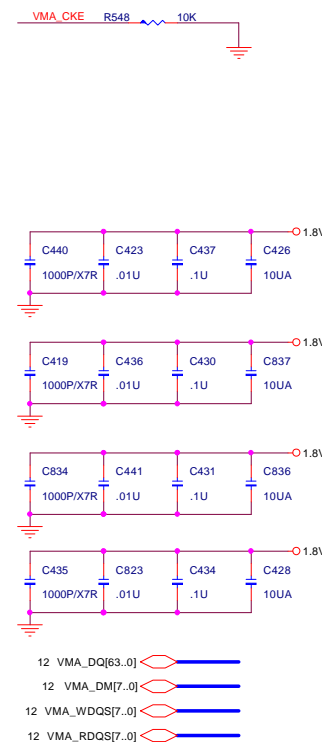 VMA_CKE R548 10K
1.8V
C440 C423 C437 C426
1000P/X7R .01U .1U 10UA
1.8V
C419 C436 C430 C837
1000P/X7R .01U .1U 10UA
1.8V
C834 C441 C431 C836
1000P/X7R .01U .1U 10UA
1.8V
C435 C823 C434 C428
1000P/X7R .01U .1U 10UA
12 VMA_DQ[63..0]
12 VMA_DM[7..0]
12 VMA_WDQS[7..0]
12 VMA_RDQS[7..0]